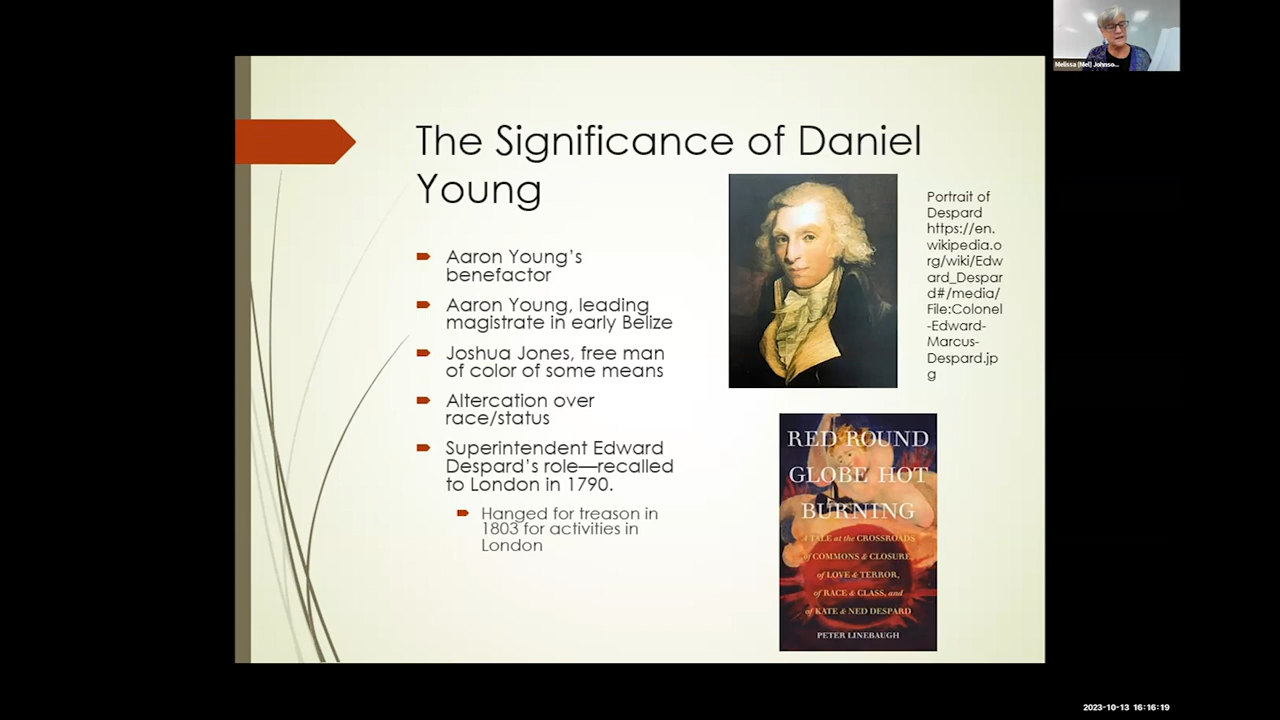 The Significance of Daniel
Young
Aaron Young's
benefactor
Aaron Young, leading
magistrate in early Belize
Joshua Jones, free man
of color of some means
Altercation over
race/status
Superintendent Edward
Despard's role—recalled
to London in 1790.
Hanged for treason in
1803 for activities in
London
Portrait of
Despard
https://en.
wikipedia.o
rg/wiki/Edw
ard_Despar
d#/media/
File:Colonel
-Edward-
Marcus-
Despard.jp
g
RED ROUND
GLOBE HOT
BURNING
A TALE at the CROSSROADS
of COMMONS & CLOSURE,
of LOVE & TERROR,
of RACE & CLASS, and
of KATE & NED DESPARD
PETER LINEBAUGH
Melissa (Mel) Johnso...
2023-10-13 16:16:19